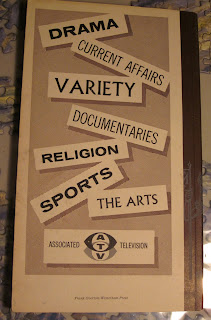 DRAMA
CURRENT AFFAIRS
VARIETY
DOCUMENTARIES
RELIGION
SPORTS
THE ARTS
ASSOCIATED ATV TELEVISION